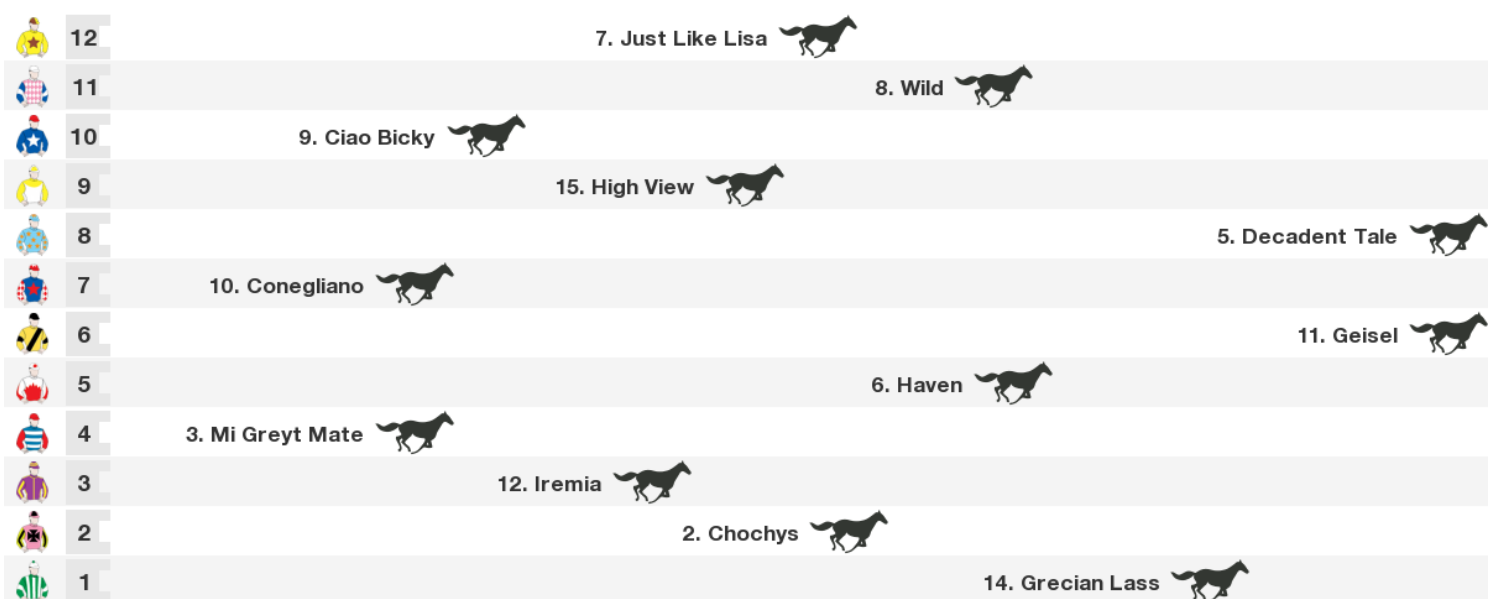 12 7. Just Like Lisa
11 8. Wild
10 9. Ciao Bicky
9 15. High View
8 5. Decadent Tale
7 10. Conegliano
6 11. Geisel
5 6. Haven
4 3. Mi Greyt Mate
3 12. Iremia
2 2. Chochys
1 14. Grecian Lass